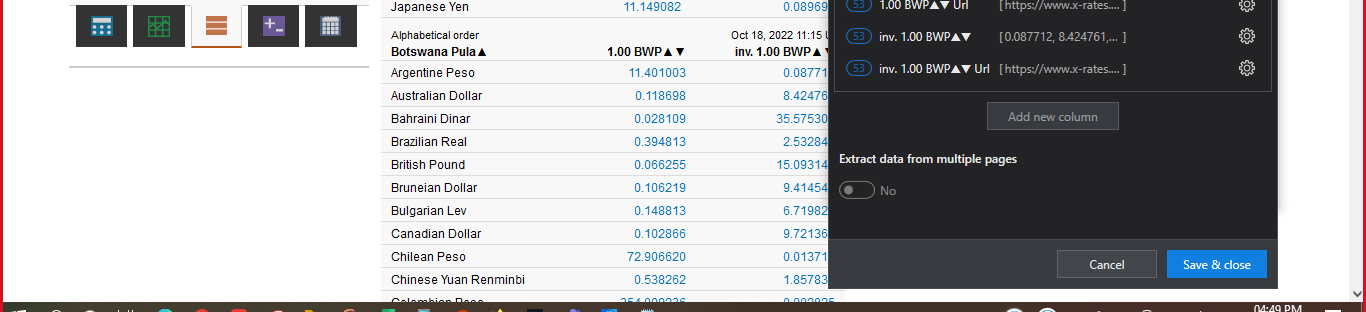 Japanese Yen 11.149082 0.08969
Alphabetical order Oct 18, 2022 11:15
Botswana Pula▲ 1.00 BWP▲▼ inv. 1.00 BWP▲
Argentine Peso 11.401003 0.08771
Australian Dollar 0.118698 8.42476
Bahraini Dinar 0.028109 35.57530
Brazilian Real 0.394813 2.53284
British Pound 0.066255 15.09314
Bruneian Dollar 0.106219 9.41454
Bulgarian Lev 0.148813 6.71982
Canadian Dollar 0.102866 9.72136
Chilean Peso 72.906620 0.01371
Chinese Yuan Renminbi 0.538262 1.85783
53 1.00 BWP▲▼ Url [https://www.x-rates.... ]
53 inv. 1.00 BWP▲▼ [0.087712, 8.424761,... ]
53 inv. 1.00 BWP▲▼ Url [https://www.x-rates.... ]
Add new column
Extract data from multiple pages
No
Cancel Save & close
04:49 PM